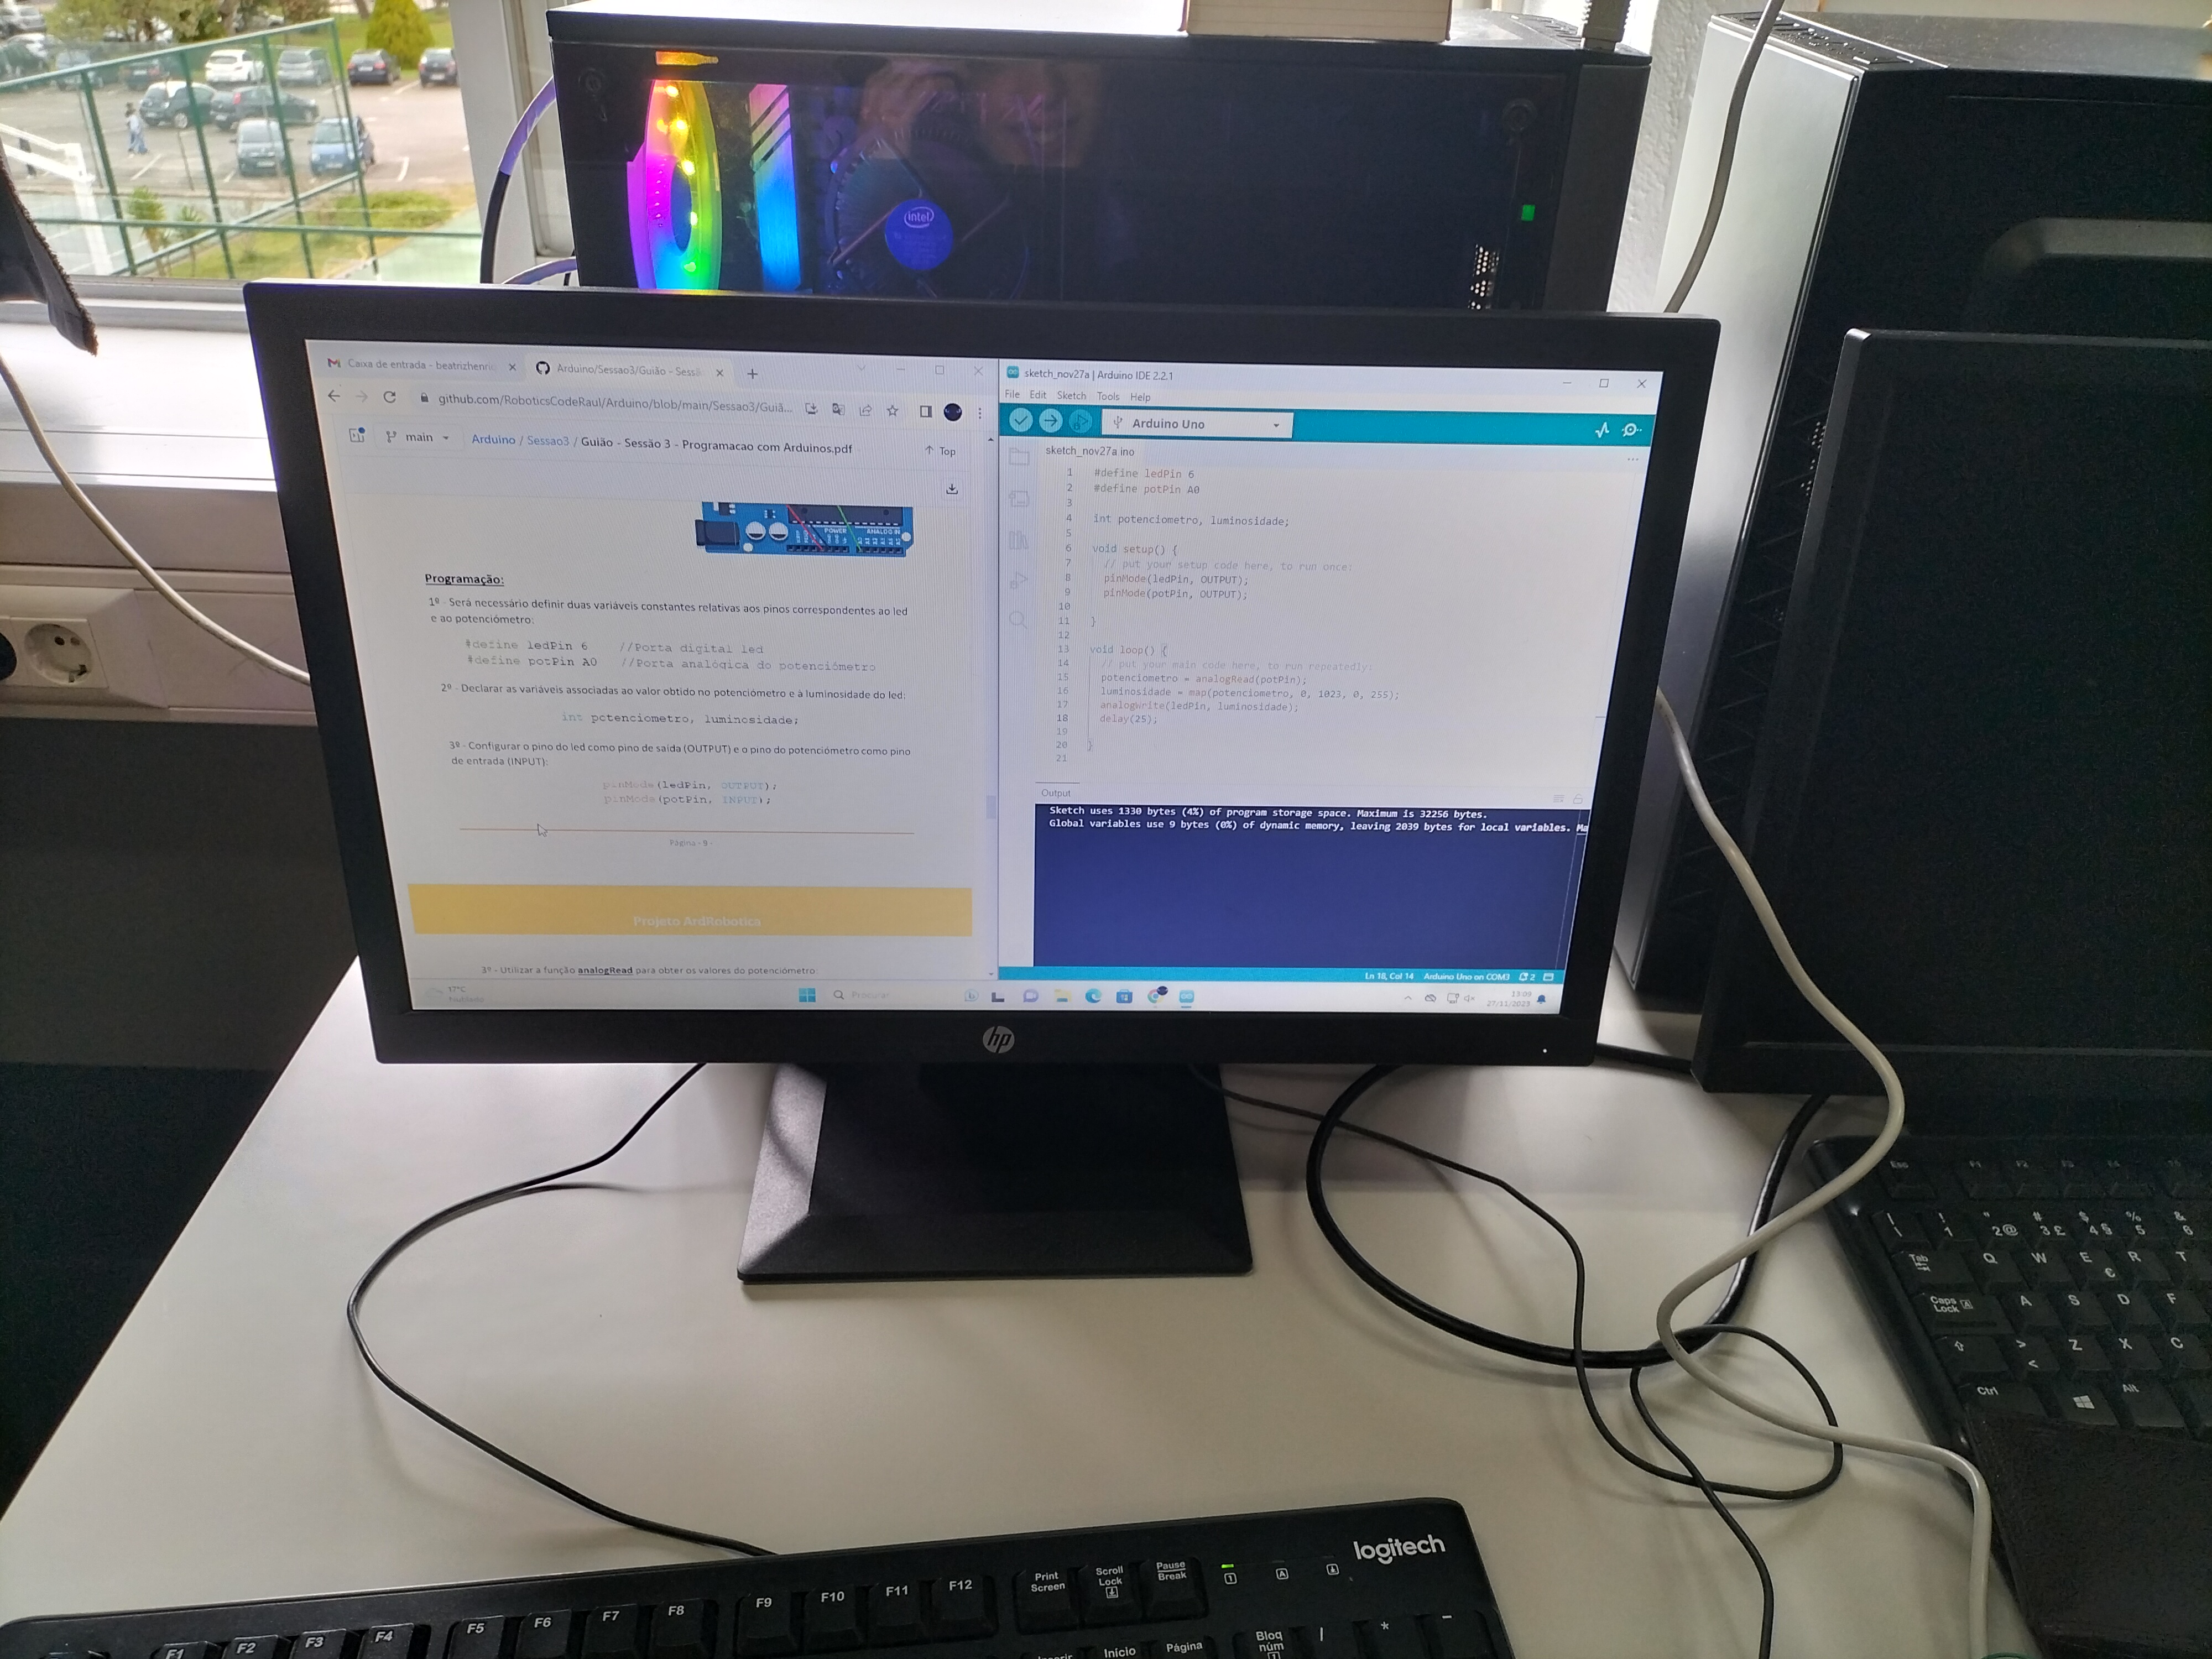 intel
Caixa de entrada - beatrizhenri
Arduino/Sessao3/Guião - Sessã
github.com/RoboticsCodeRaul/Arduino/blob/main/Sessao3/Guiã...
main
Arduino / Sessao3 / Guião - Sessão 3 - Programacao com Arduinos.pdf
Top
POWER
ANALOG IN
Programação:
1º - Será necessário definir duas variáveis constantes relativas aos pinos correspondentes ao led
e ao potenciómetro:
#define ledPin 6 //Porta digital led
#define potPin A0 //Porta analógica do potenciómetro
2º - Declarar as variáveis associadas ao valor obtido no potenciómetro e à luminosidade do led:
int potenciometro, luminosidade;
3º - Configurar o pino do led como pino de saída (OUTPUT) e o pino do potenciómetro como pino
de entrada (INPUT):
pinMode(ledPin, OUTPUT);
pinMode(potPin, INPUT);
Página - 9
Projeto ArdRobotica
3º - Utilizar a função analogRead para obter os valores do potenciómetro:
sketch_nov27a | Arduino IDE 2.2.1
File Edit Sketch Tools Help
Arduino Uno
sketch_nov27a.ino
1 #define ledPin 6
2 #define potPin A0
3
4 int potenciometro, luminosidade;
5
6 void setup() {
7 // put your setup code here, to run once:
8 pinMode(ledPin, OUTPUT);
9 pinMode(potPin, OUTPUT);
10
11 }
12
13 void loop() {
14 // put your main code here, to run repeatedly:
15 potenciometro = analogRead(potPin);
16 luminosidade = map(potenciometro, 0, 1023, 0, 255);
17 analogWrite(ledPin, luminosidade);
18 delay(25);
19
20 }
21
Output
Sketch uses 1330 bytes (4%) of program storage space. Maximum is 32256 bytes.
Global variables use 9 bytes (0%) of dynamic memory, leaving 2039 bytes for local variables. Ma
Ln 18, Col 14 Arduino Uno on COM3 2
17°C
Procurar
27/11/2023
hp
Esc F1 F2
! " # $ % &
1 2 @ 3 £ 4 § 5 6
Tab Q W E R T
€
Caps Lock A S D F
> Z X C
<
Ctrl Alt
logitech
F1 F2 F3 F4 F5 F6 F7 F8 F9 F10 F11 F12
Print Screen
Scroll Lock
Pause Break
1 A
Início
Página
Bloq núm
/ * -